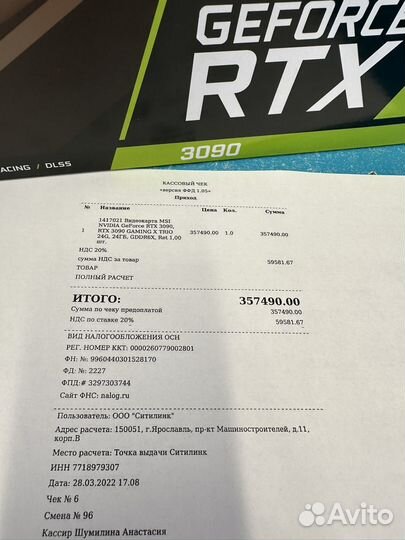 GEFORCE
RTX
ACING / DLSS
3090
КАССОВЫЙ ЧЕК
«версия ФФД 1.05»
Приход
№ Название Цена Кол. Сумма
1417021 Видеокарта MSI
NVIDIA GeForce RTX 3090,
1 RTX 3090 GAMING X TRIO 357490.00 1.0 357490.00
24G, 24ГБ, GDDR6X, Ret 1,00
шт.
НДС 20%
сумма НДС за товар 59581.67
ТОВАР
ПОЛНЫЙ РАСЧЕТ
ИТОГО: 357490.00
Сумма по чеку предоплатой 357490.00
НДС по ставке 20% 59581.67
ВИД НАЛОГООБЛОЖЕНИЯ ОСН
РЕГ. НОМЕР ККТ: 0000260779002801
ФН: №: 9960440301528170
ФД: №: 2227
ФПД:# 3297303744
Сайт ФНС: nalog.ru
Пользователь: ООО "Ситилинк"
Адрес расчета: 150051, г.Ярославль, пр-кт Машиностроителей, д.11,
корп.В
Место расчета: Точка выдачи Ситилинк
ИНН 7718979307
Дата: 28.03.2022 17.08
Чек № 6
Смена № 96
Кассир Шумилина Анастасия
Avito